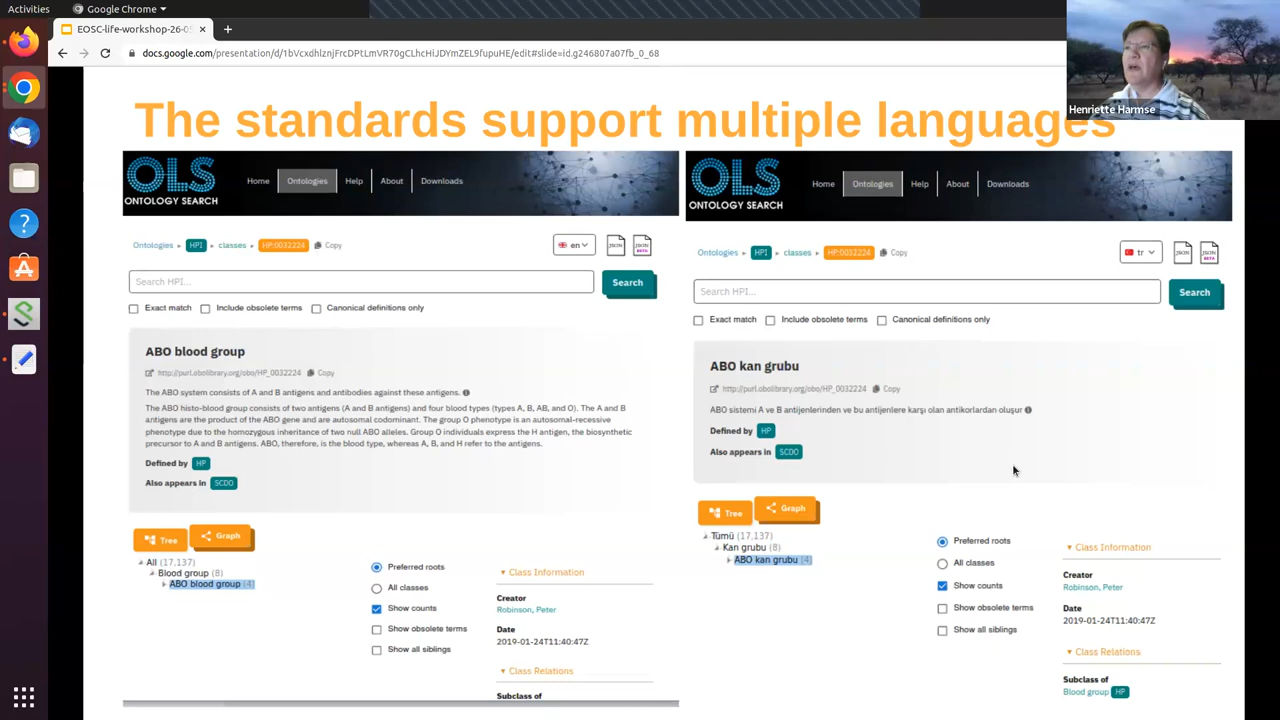 Activities
Google Chrome
EOSC-life-workshop-26-0
docs.google.com/presentation/d/1bVcxdhlznjFrcDPtLmVR70gCLhcHiJDYmZEL9fupuHE/edit#slide=id.g246807a07fb_0_68
Henriette Harmse
The standards support multiple languages
OLS
ONTOLOGY SEARCH
Home Ontologies Help About Downloads
Ontologies HPI classes HP:0032224 Copy
en JSON JSON BETA
Search HPI...
Search
Exact match Include obsolete terms Canonical definitions only
ABO blood group
http://purl.obolibrary.org/obo/HP_0032224 Copy
The ABO system consists of A and B antigens and antibodies against these antigens.
The ABO histo-blood group consists of two antigens (A and B antigens) and four blood types (types A, B, AB, and O). The A and B
antigens are the product of the ABO gene and are autosomal codominant. The group O phenotype is an autosomal-recessive
phenotype due to the homozygous inheritance of two null ABO alleles. Group O individuals express the H antigen, the biosynthetic
precursor to A and B antigens. ABO, therefore, is the blood type, whereas A, B, and H refer to the antigens.
Defined by HP
Also appears in SCDO
Tree Graph
All (17,137)
Blood group (8)
ABO blood group (4)
Preferred roots
All classes
Show counts
Show obsolete terms
Show all siblings
Class Information
Creator
Robinson, Peter
Date
2019-01-24T11:40:47Z
Class Relations
Subclass of
OLS
ONTOLOGY SEARCH
Home Ontologies Help About Downloads
Ontologies HPI classes HP:0032224 Copy
tr JSON JSON BETA
Search HPI...
Search
Exact match Include obsolete terms Canonical definitions only
ABO kan grubu
http://purl.obolibrary.org/obo/HP_0032224 Copy
ABO sistemi A ve B antijenlerinden ve bu antijenlere karşı olan antikorlardan oluşur
Defined by HP
Also appears in SCDO
Tree Graph
Tümü (17,137)
Kan grubu (8)
ABO kan grubu (4)
Preferred roots
All classes
Show counts
Show obsolete terms
Show all siblings
Class Information
Creator
Robinson, Peter
Date
2019-01-24T11:40:47Z
Class Relations
Subclass of
Blood group HP